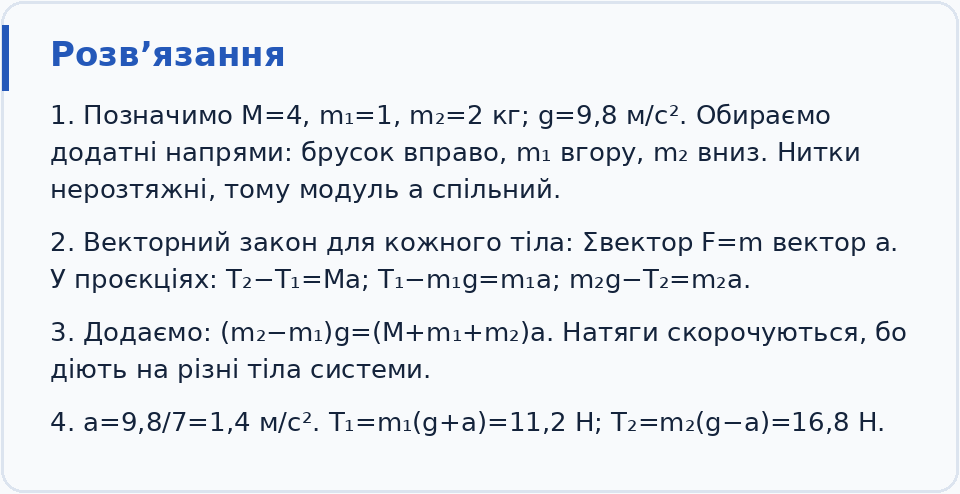 Розв’язання
1. Позначимо M=4, m₁=1, m₂=2 кг; g=9,8 м/с². Обираємо
додатні напрями: брусок вправо, m₁ вгору, m₂ вниз. Нитки
нерозтяжні, тому модуль a спільний.
2. Векторний закон для кожного тіла: Σвектор F=m вектор a.
У проєкціях: T₂−T₁=Ma; T₁−m₁g=m₁a; m₂g−T₂=m₂a.
3. Додаємо: (m₂−m₁)g=(M+m₁+m₂)a. Натяги скорочуються, бо
діють на різні тіла системи.
4. a=9,8/7=1,4 м/с². T₁=m₁(g+a)=11,2 Н; T₂=m₂(g−a)=16,8 Н.